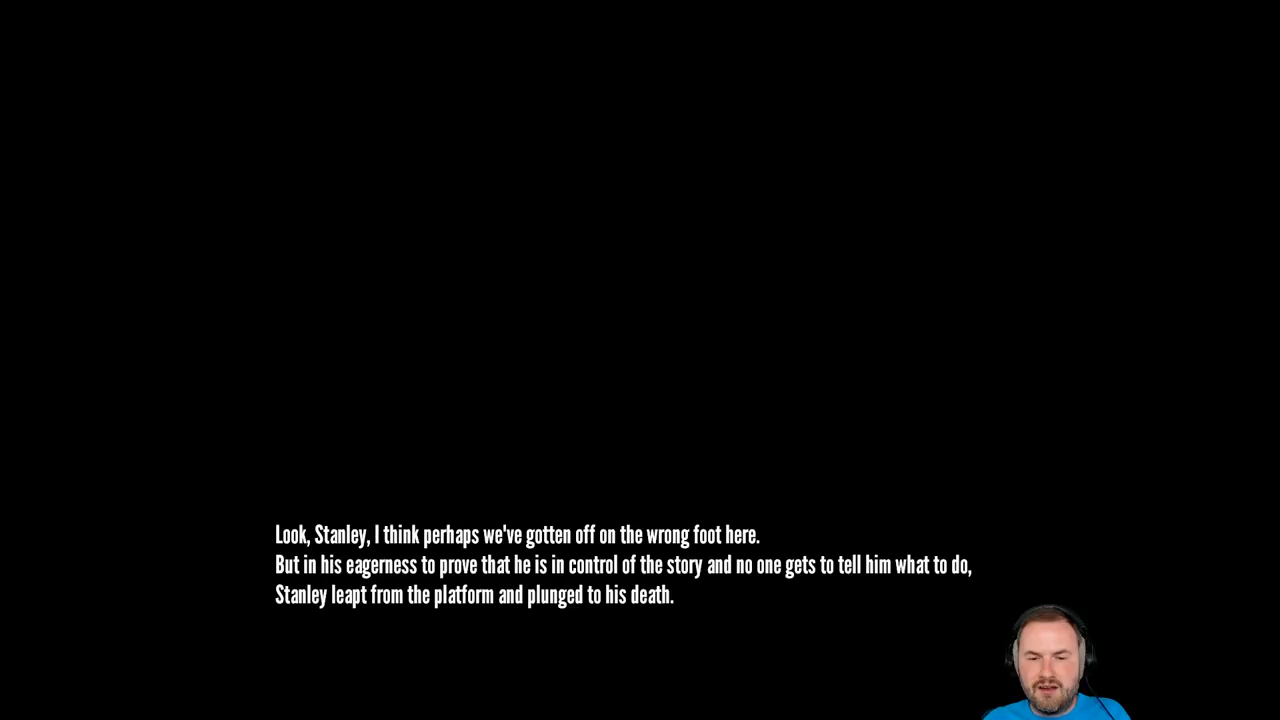 Look, Stanley, I think perhaps we've gotten off on the wrong foot here.
But in his eagerness to prove that he is in control of the story and no one gets to tell him what to do,
Stanley leapt from the platform and plunged to his death.